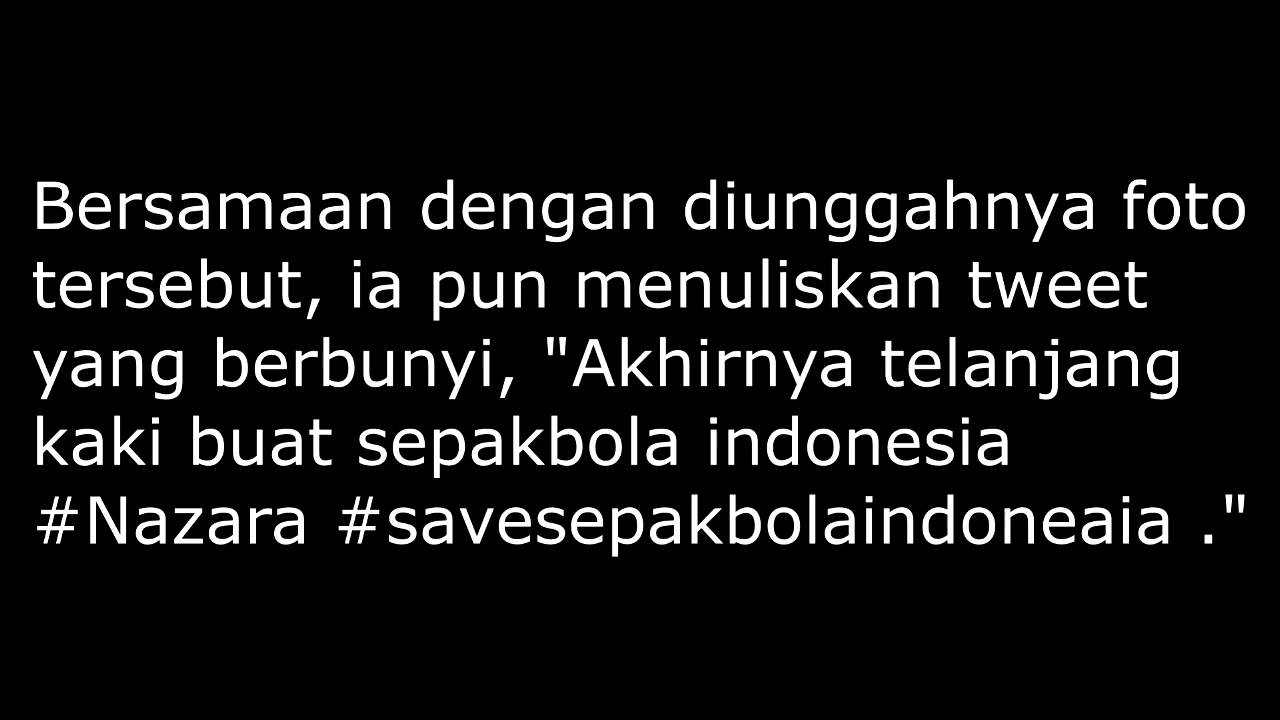 Bersamaan dengan diunggahnya foto
tersebut, ia pun menuliskan tweet
yang berbunyi, "Akhirnya telanjang
kaki buat sepakbola indonesia
#Nazara #savesepakbolaindoneaia ."